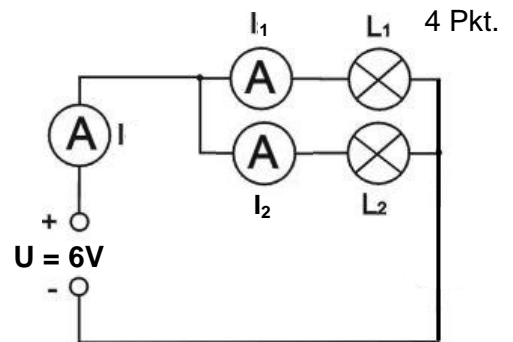 I₁ L₁ 4 Pkt.
A
A I
A
I₂ L₂
+
U = 6V
-